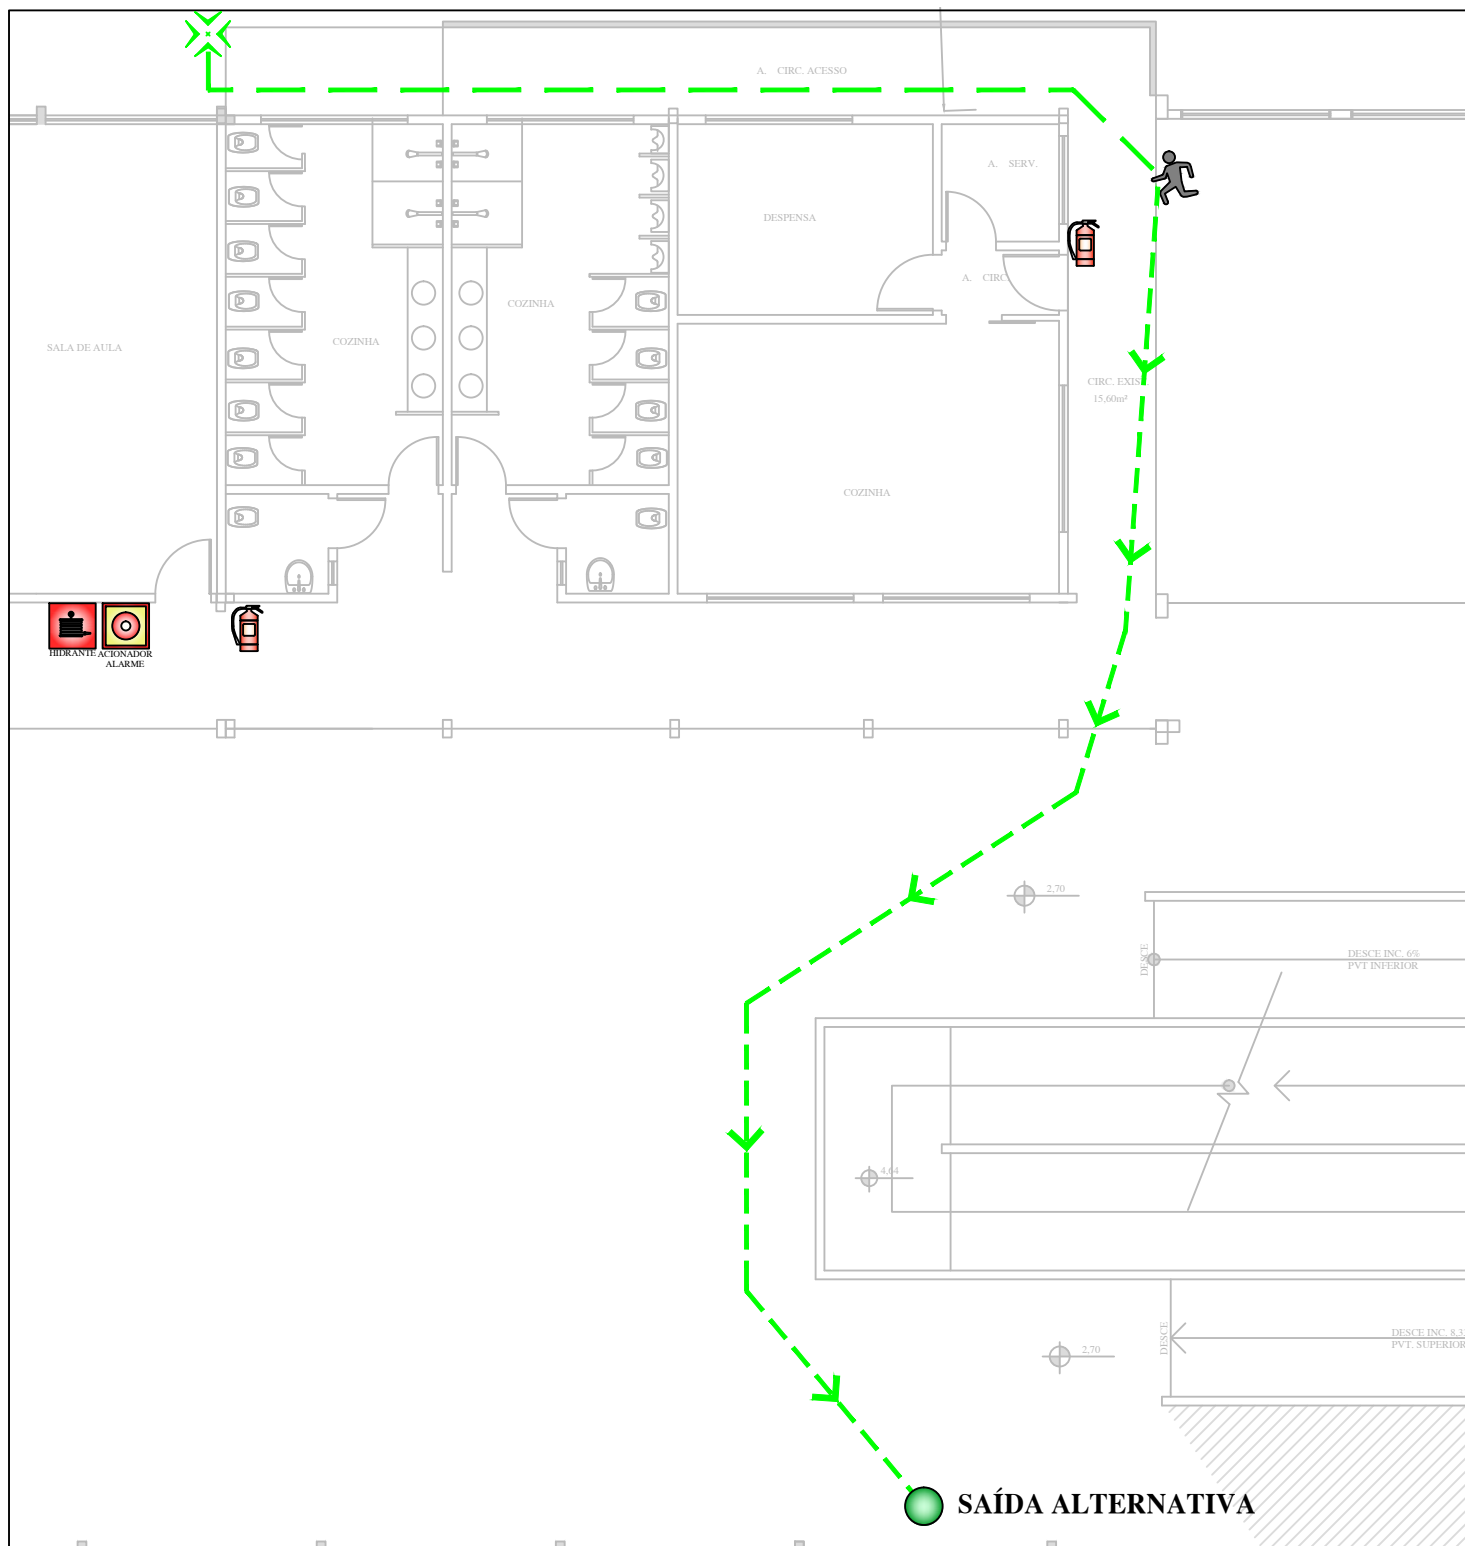 A. CIRC. ACESSO
A. SERV.
DESPENSA
A. CIRC.
COZINHA
COZINHA
SALA DE AULA
CIRC. EXIS
15,60m²
COZINHA
HIDRANTE
ACIONADOR
ALARME
2,70
DESCE
DESCE INC. 6%
PVT INFERIOR
4,64
DESCE
DESCE INC. 8,3
PVT. SUPERIOR
2,70
SAÍDA ALTERNATIVA